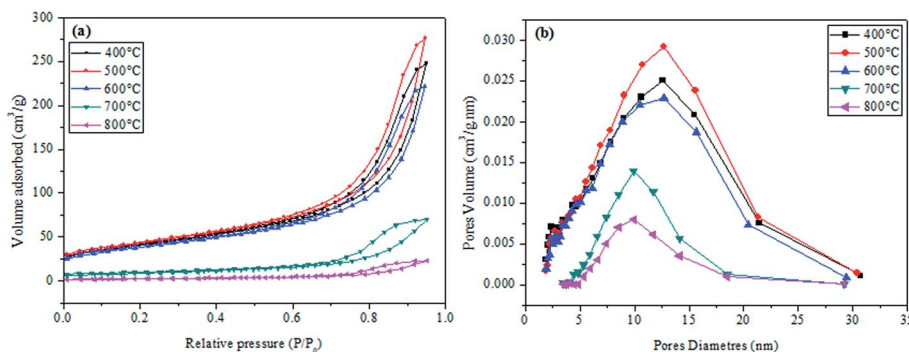 (a)
400°C
500°C
600°C
700°C
800°C
300
250
200
150
100
50
0
0.0 0.2 0.4 0.6 0.8 1.0
Volume adsorbed (cm³/g)
Relative pressure (P/P₀)
(b)
400°C
500°C
600°C
700°C
800°C
0.030
0.025
0.020
0.015
0.010
0.005
0.000
0 5 10 15 20 25 30 35
Pores Volume (cm³/g nm)
Pores Diametres (nm)